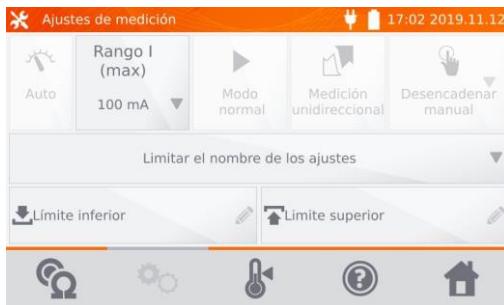 Ajustes de medición 17:02 2019.11.12
Rango I
(max)
100 mA
Auto
Modo
normal
Medición
unidireccional
Desencadenar
manual
Limitar el nombre de los ajustes
Límite inferior
Limite superior